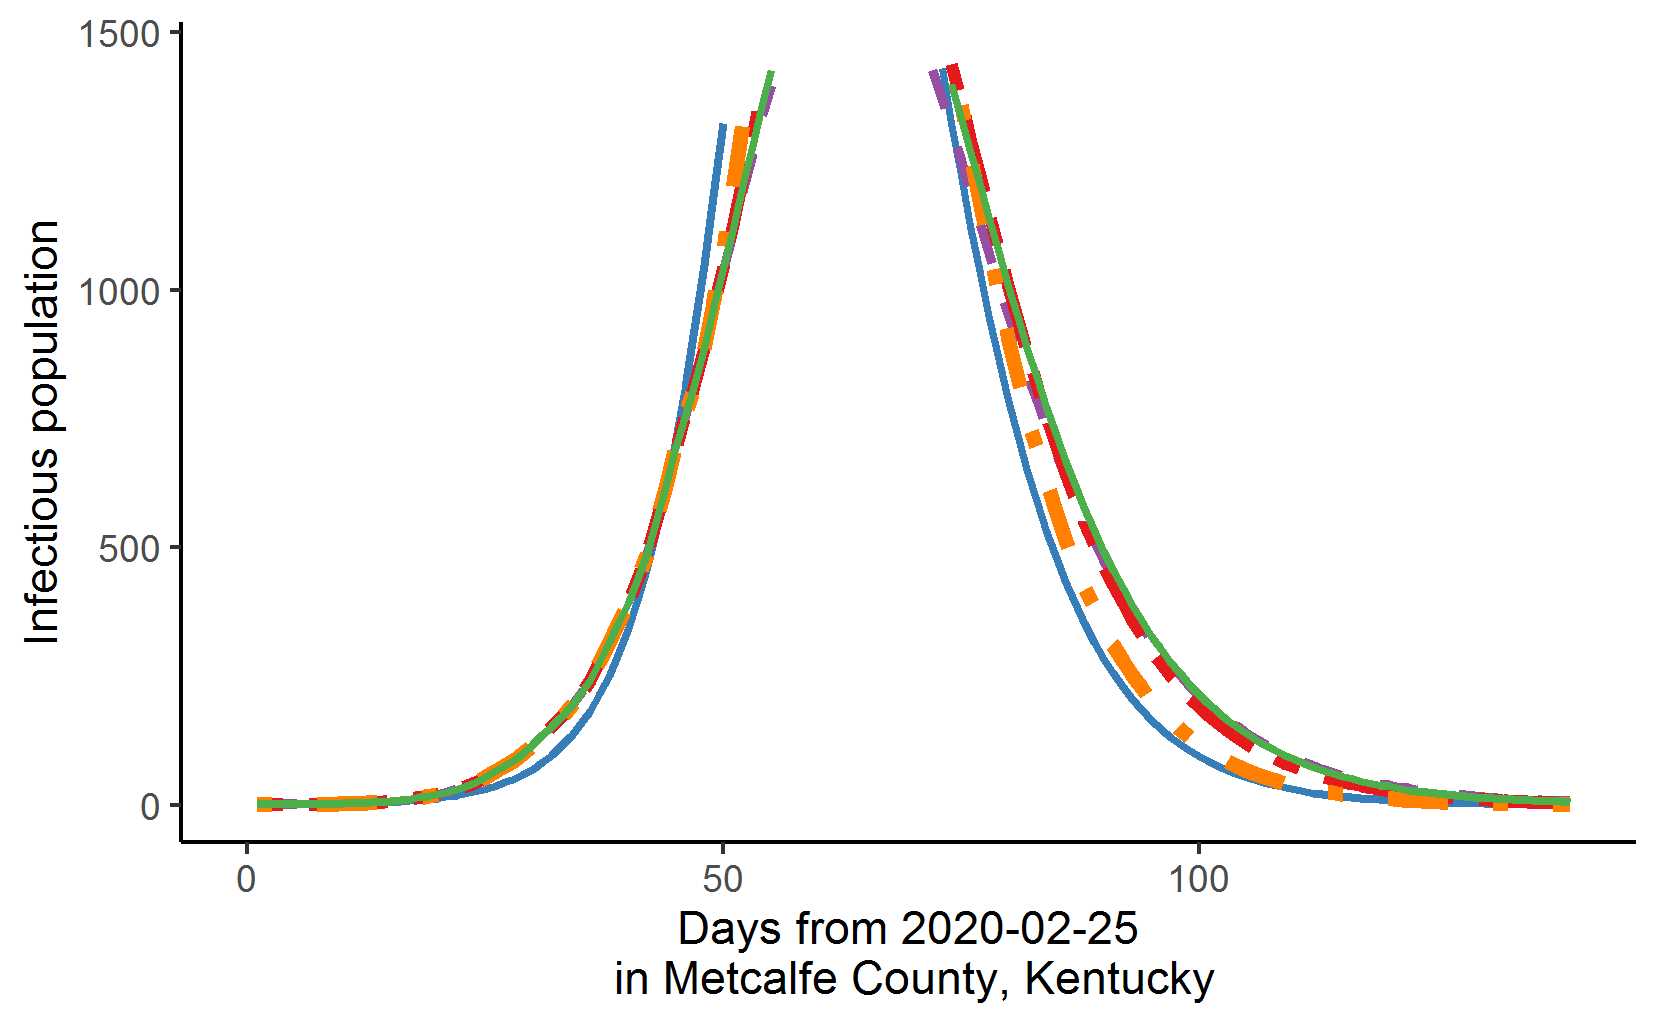 1500
1000
500
0
Infectious population
0 50 100
Days from 2020-02-25
in Metcalfe County, Kentucky